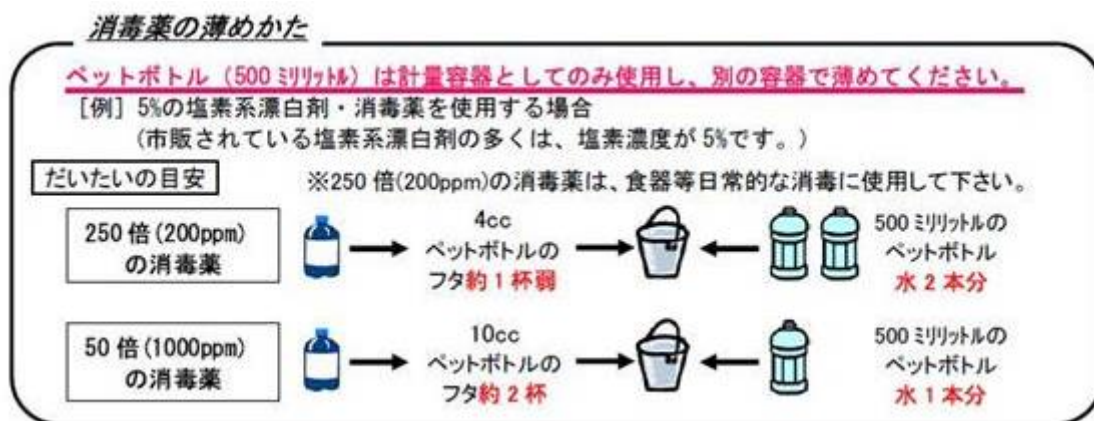 消毒薬の薄めかた
ペットボトル（500 ミリリットル）は計量容器としてのみ使用し、別の容器で薄めてください。
［例］5%の塩素系漂白剤・消毒薬を使用する場合
(市販されている塩素系漂白剤の多くは、塩素濃度が 5%です。)
だいたいの目安
※250 倍(200ppm)の消毒薬は、食器等日常的な消毒に使用して下さい。
250 倍(200ppm)
の消毒薬
4cc
ペットボトルの
フタ約 1 杯弱
500 ミリリットルの
ペットボトル
水 2 本分
50 倍(1000ppm)
の消毒薬
10cc
ペットボトルの
フタ約 2 杯
500 ミリリットルの
ペットボトル
水 1 本分